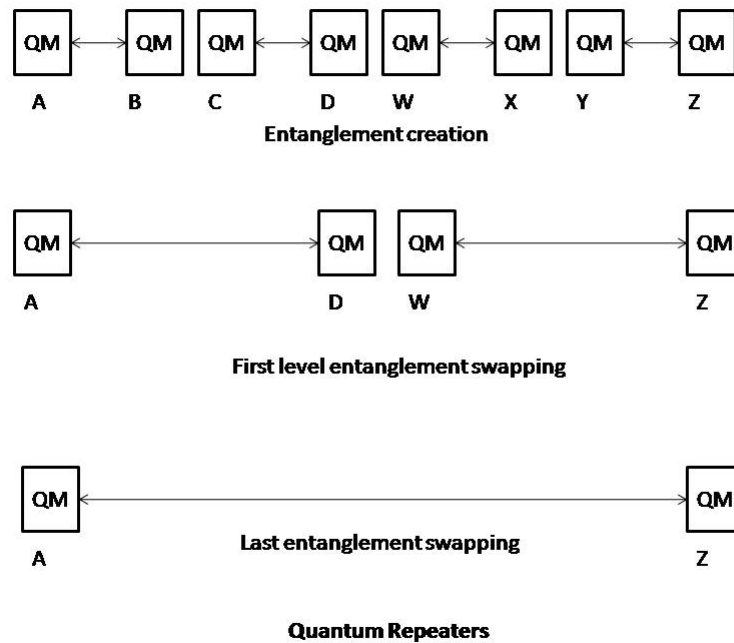 QM QM QM QM QM QM QM QM
A B C D W X Y Z
Entanglement creation
QM QM QM QM
A D W Z
First level entanglement swapping
QM QM
Last entanglement swapping
A Z
Quantum Repeaters